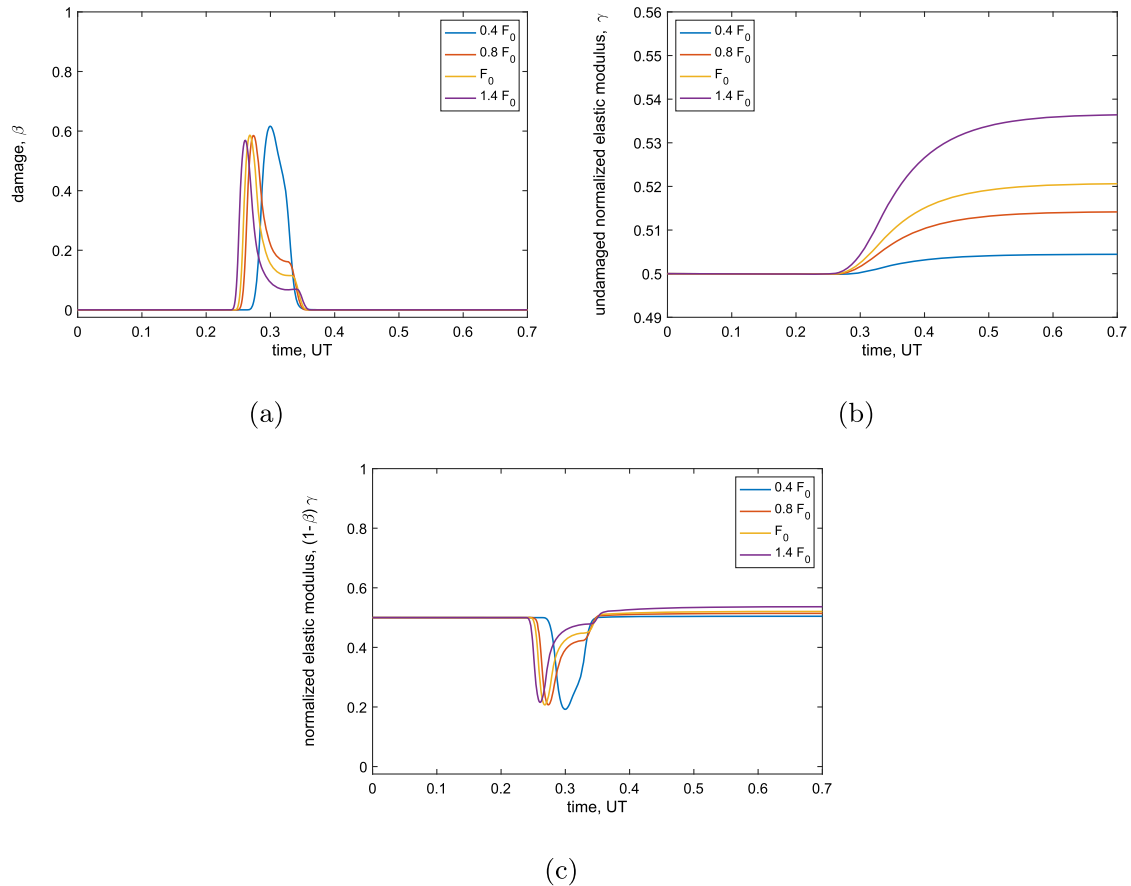 damage, β
1
0.8
0.6
0.4
0.2
0
0 0.1 0.2 0.3 0.4 0.5 0.6 0.7
time, UT
0.4 F0
0.8 F0
F0
1.4 F0
(a)
undamaged normalized elastic modulus, γ
0.56
0.55
0.54
0.53
0.52
0.51
0.5
0.49
0 0.1 0.2 0.3 0.4 0.5 0.6 0.7
time, UT
0.4 F0
0.8 F0
F0
1.4 F0
(b)
normalized elastic modulus, (1-β) γ
1
0.8
0.6
0.4
0.2
0
0 0.1 0.2 0.3 0.4 0.5 0.6 0.7
time, UT
0.4 F0
0.8 F0
F0
1.4 F0
(c)